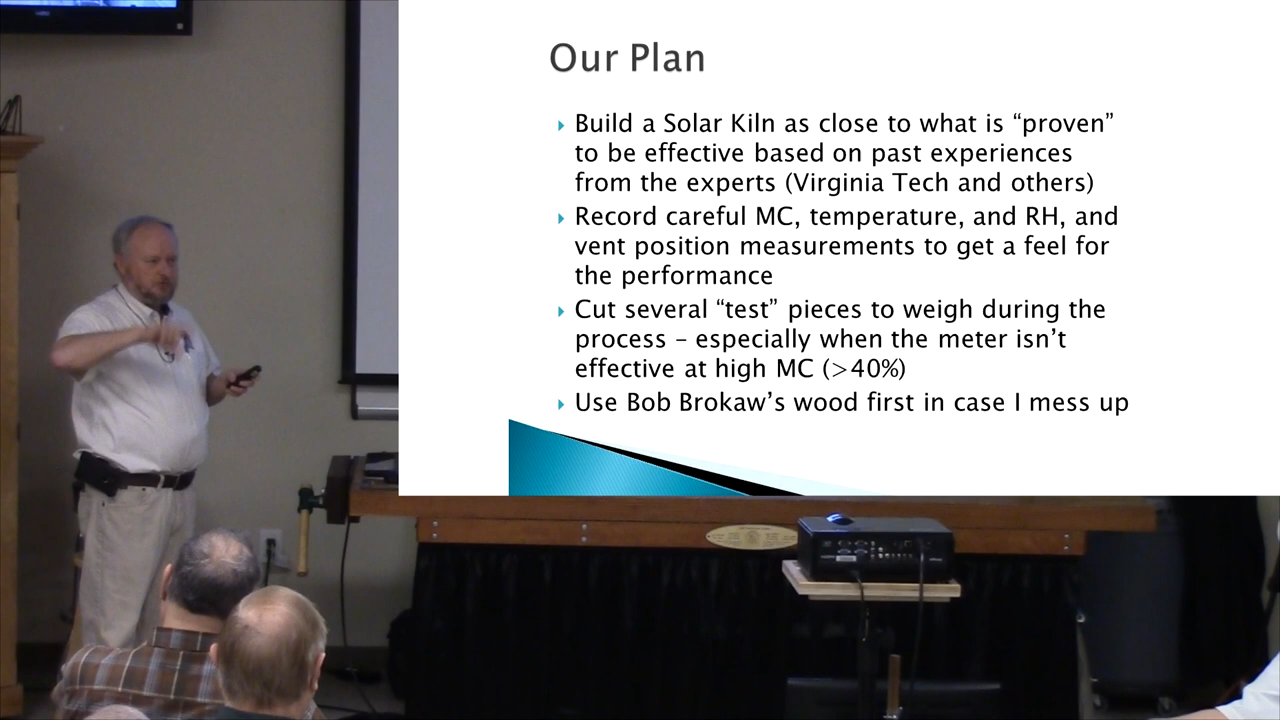 Our Plan
Build a Solar Kiln as close to what is “proven”
to be effective based on past experiences
from the experts (Virginia Tech and others)
Record careful MC, temperature, and RH, and
vent position measurements to get a feel for
the performance
Cut several “test” pieces to weigh during the
process – especially when the meter isn’t
effective at high MC (>40%)
Use Bob Brokaw’s wood first in case I mess up